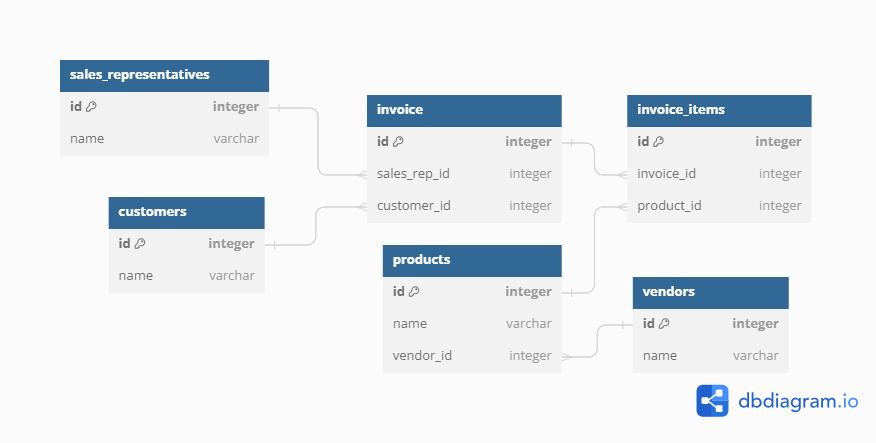 sales_representatives
id integer
name varchar
customers
id integer
name varchar
invoice
id integer
sales_rep_id integer
customer_id integer
products
id integer
name varchar
vendor_id integer
invoice_items
id integer
invoice_id integer
product_id integer
vendors
id integer
name varchar
dbdiagram.io